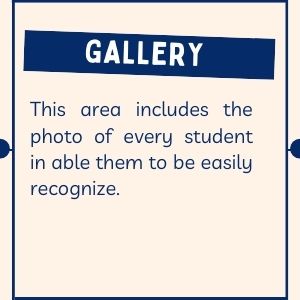 GALLERY
This area includes the
photo of every student
in able them to be easily
recognize.